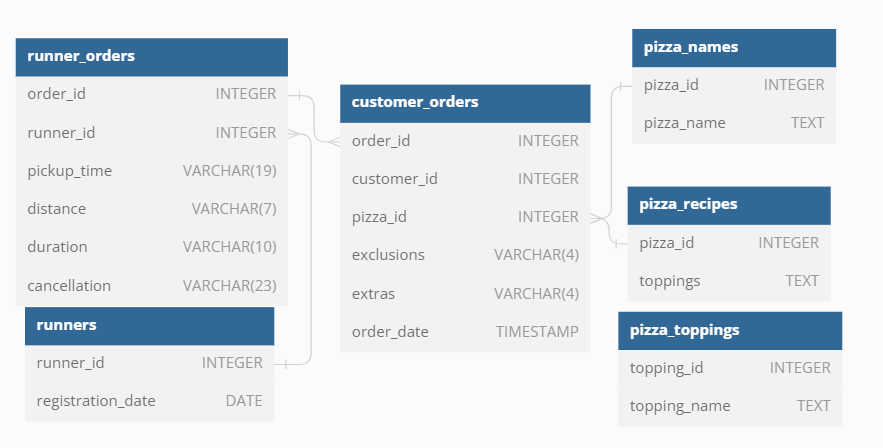 runner_orders
order_id INTEGER
runner_id INTEGER
pickup_time VARCHAR(19)
distance VARCHAR(7)
duration VARCHAR(10)
cancellation VARCHAR(23)
runners
runner_id INTEGER
registration_date DATE
customer_orders
order_id INTEGER
customer_id INTEGER
pizza_id INTEGER
exclusions VARCHAR(4)
extras VARCHAR(4)
order_date TIMESTAMP
pizza_names
pizza_id INTEGER
pizza_name TEXT
pizza_recipes
pizza_id INTEGER
toppings TEXT
pizza_toppings
topping_id INTEGER
topping_name TEXT